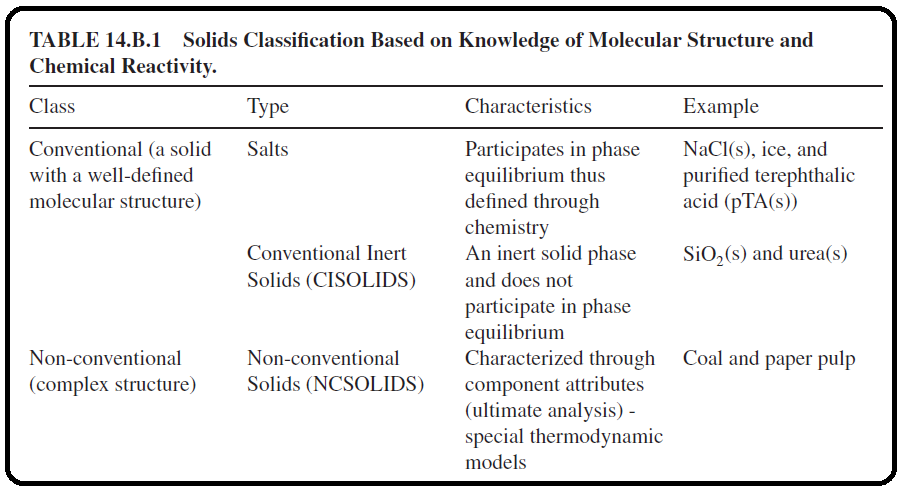 TABLE 14.B.1 Solids Classification Based on Knowledge of Molecular Structure and
Chemical Reactivity.
Class Type Characteristics Example
Conventional (a solid Salts Participates in phase NaCl(s), ice, and
with a well-defined equilibrium thus purified terephthalic
molecular structure) defined through acid (pTA(s))
chemistry
Conventional Inert An inert solid phase SiO₂(s) and urea(s)
Solids (CISOLIDS) and does not
participate in phase
equilibrium
Non-conventional Non-conventional Characterized through Coal and paper pulp
(complex structure) Solids (NCSOLIDS) component attributes
(ultimate analysis) -
special thermodynamic
models